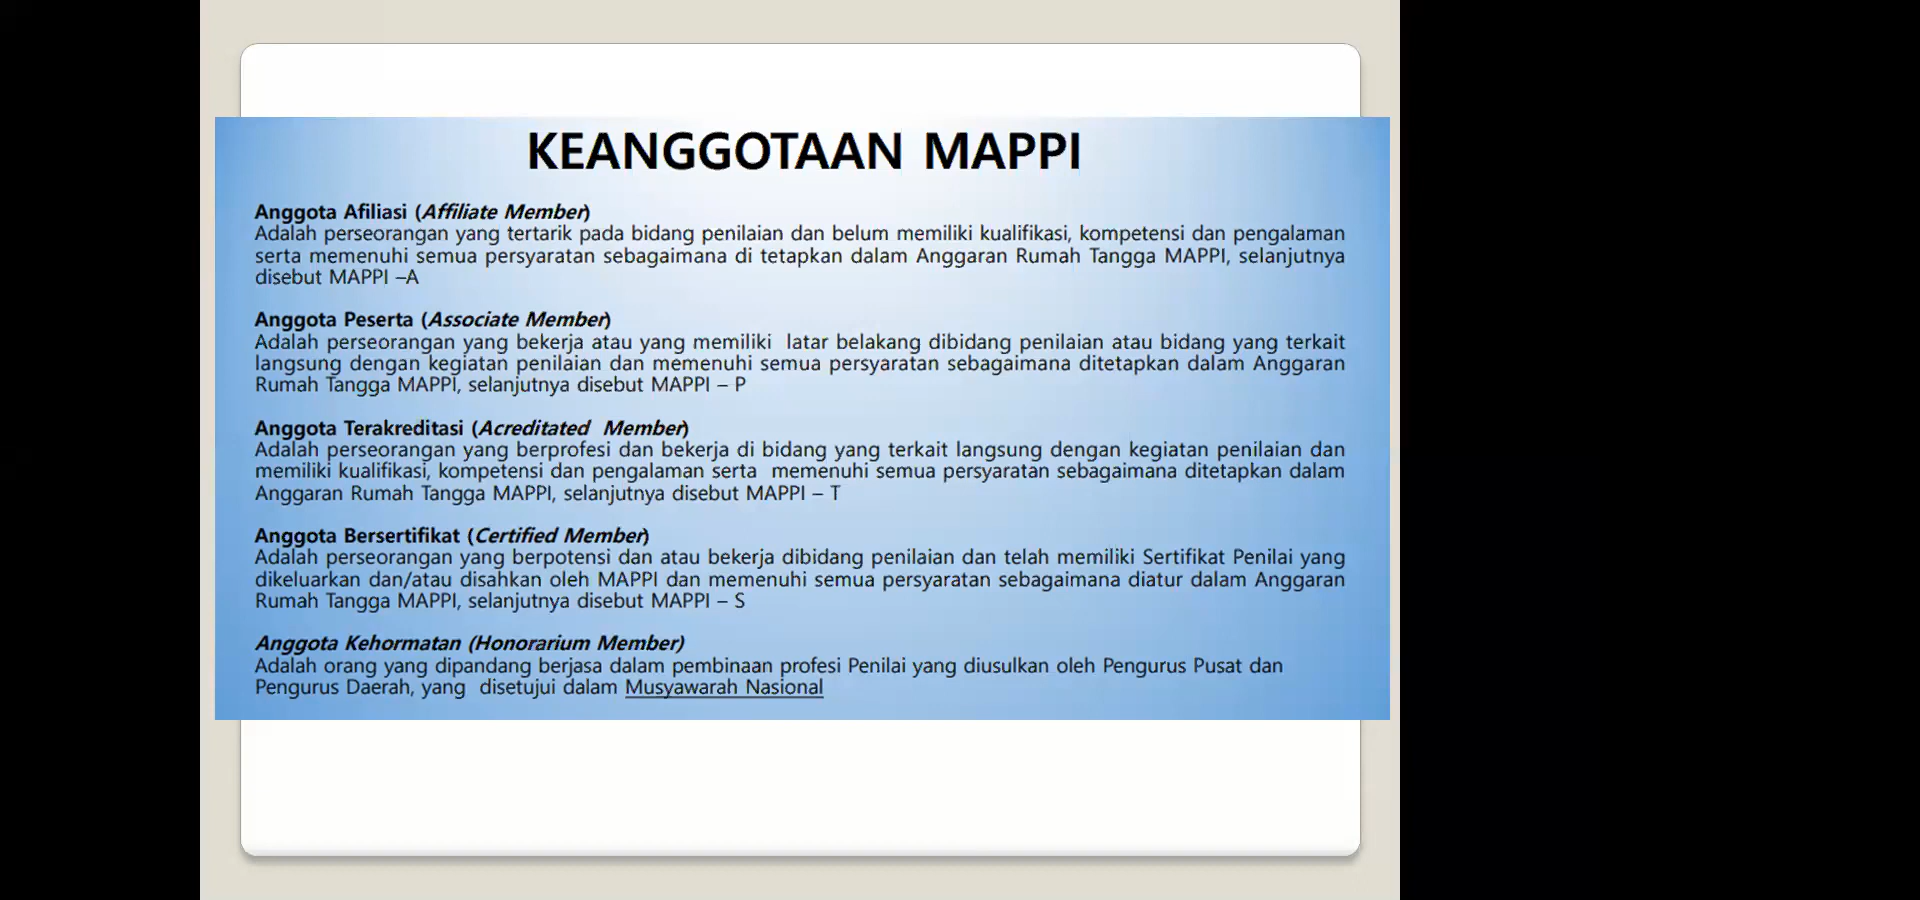 KEANGGOTAAN MAPPI
Anggota Afiliasi (Affiliate Member)
Adalah perseorangan yang tertarik pada bidang penilaian dan belum memiliki kualifikasi, kompetensi dan pengalaman
serta memenuhi semua persyaratan sebagaimana di tetapkan dalam Anggaran Rumah Tangga MAPPI, selanjutnya
disebut MAPPI –A
Anggota Peserta (Associate Member)
Adalah perseorangan yang bekerja atau yang memiliki latar belakang dibidang penilaian atau bidang yang terkait
langsung dengan kegiatan penilaian dan memenuhi semua persyaratan sebagaimana ditetapkan dalam Anggaran
Rumah Tangga MAPPI, selanjutnya disebut MAPPI – P
Anggota Terakreditasi (Acreditated Member)
Adalah perseorangan yang berprofesi dan bekerja di bidang yang terkait langsung dengan kegiatan penilaian dan
memiliki kualifikasi, kompetensi dan pengalaman serta memenuhi semua persyaratan sebagaimana ditetapkan dalam
Anggaran Rumah Tangga MAPPI, selanjutnya disebut MAPPI – T
Anggota Bersertifikat (Certified Member)
Adalah perseorangan yang berpotensi dan atau bekerja dibidang penilaian dan telah memiliki Sertifikat Penilai yang
dikeluarkan dan/atau disahkan oleh MAPPI dan memenuhi semua persyaratan sebagaimana diatur dalam Anggaran
Rumah Tangga MAPPI, selanjutnya disebut MAPPI – S
Anggota Kehormatan (Honorarium Member)
Adalah orang yang dipandang berjasa dalam pembinaan profesi Penilai yang diusulkan oleh Pengurus Pusat dan
Pengurus Daerah, yang disetujui dalam Musyawarah Nasional